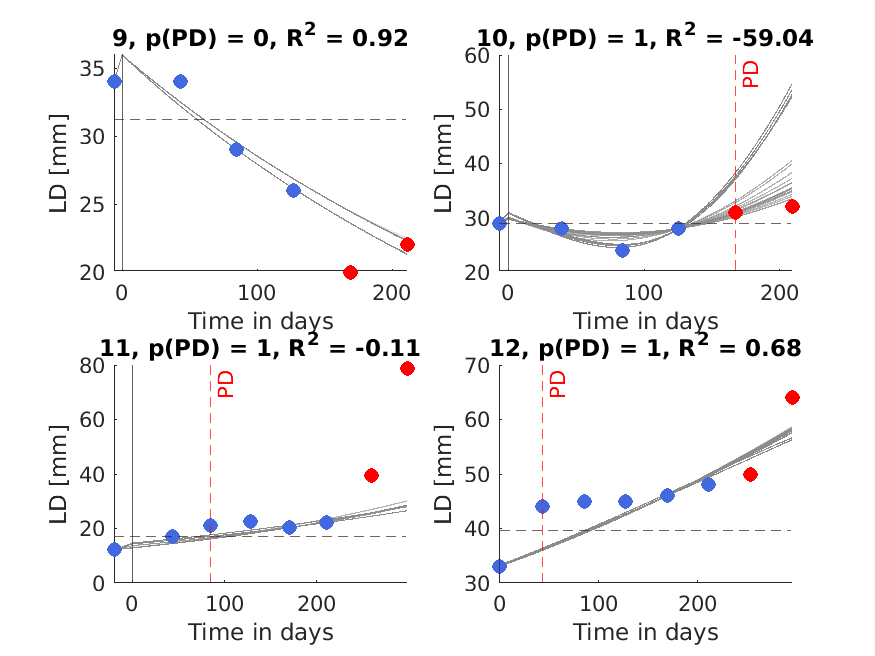 9, p(PD) = 0, R² = 0.92
LD [mm]
35
30
25
20
0
100
200
Time in days
10, p(PD) = 1, R² = -59.04
LD [mm]
60
50
40
30
20
PD
0
100
200
Time in days
11, p(PD) = 1, R² = -0.11
LD [mm]
80
60
40
20
0
PD
0
100
200
Time in days
12, p(PD) = 1, R² = 0.68
LD [mm]
70
60
50
40
30
PD
0
100
200
Time in days